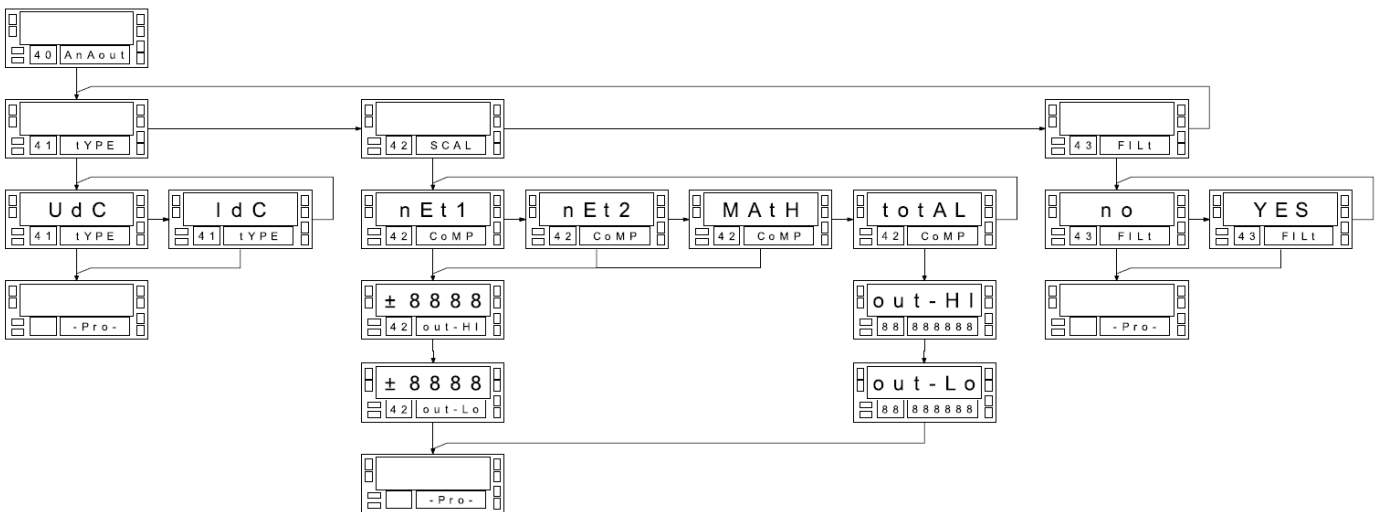 40 AnAout
41 tYPE
42 SCAL
43 FILt
UdC
41 tYPE
IdC
41 tYPE
nEt1
42 CoMP
nEt2
42 CoMP
MAtH
42 CoMP
totAL
42 CoMP
no
43 FILt
YES
43 FILt
-Pro-
± 8888
42 out-HI
out-HI
88 888888
-Pro-
± 8888
42 out-Lo
out-Lo
88 888888
-Pro-